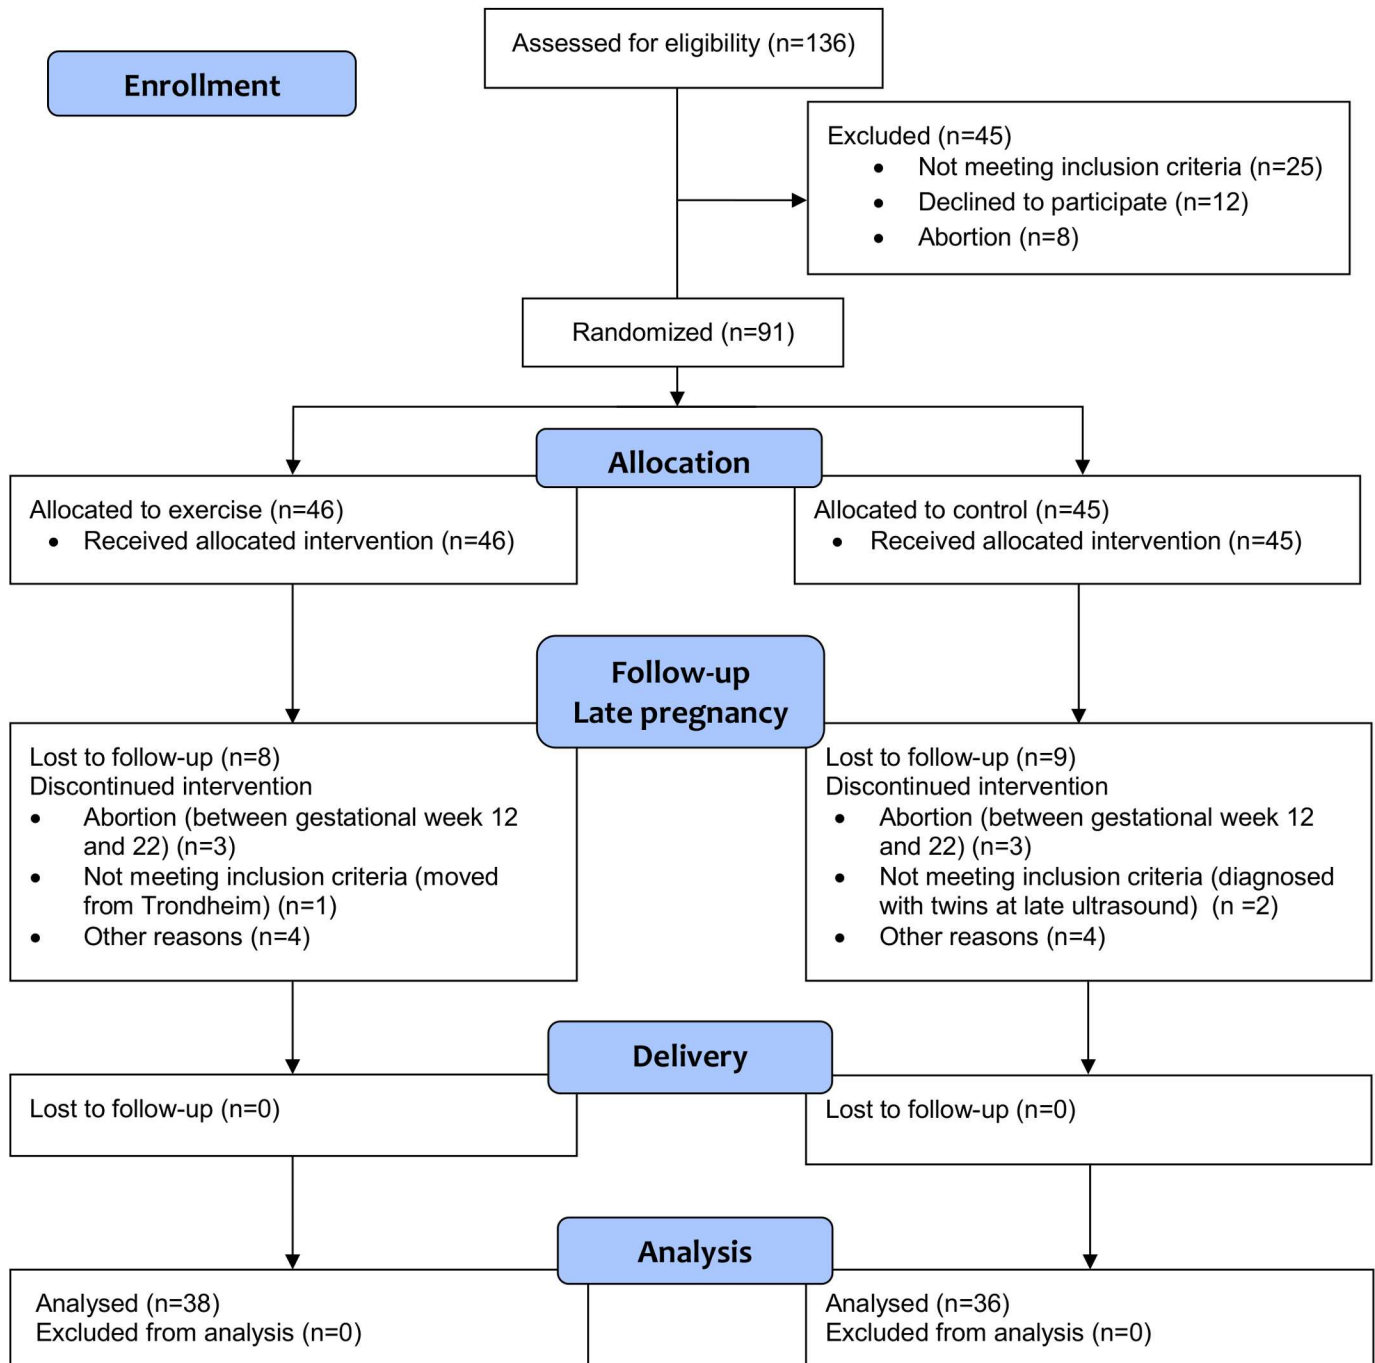 Assessed for eligibility (n=136)
Enrollment
Excluded (n=45)
• Not meeting inclusion criteria (n=25)
• Declined to participate (n=12)
• Abortion (n=8)
Randomized (n=91)
Allocation
Allocated to exercise (n=46)
• Received allocated intervention (n=46)
Allocated to control (n=45)
• Received allocated intervention (n=45)
Follow-up
Late pregnancy
Lost to follow-up (n=8)
Discontinued intervention
• Abortion (between gestational week 12
and 22) (n=3)
• Not meeting inclusion criteria (moved
from Trondheim) (n=1)
• Other reasons (n=4)
Lost to follow-up (n=9)
Discontinued intervention
• Abortion (between gestational week 12
and 22) (n=3)
• Not meeting inclusion criteria (diagnosed
with twins at late ultrasound)  (n =2)
• Other reasons (n=4)
Delivery
Lost to follow-up (n=0)
Lost to follow-up (n=0)
Analysis
Analysed (n=38)
Excluded from analysis (n=0)
Analysed (n=36)
Excluded from analysis (n=0)